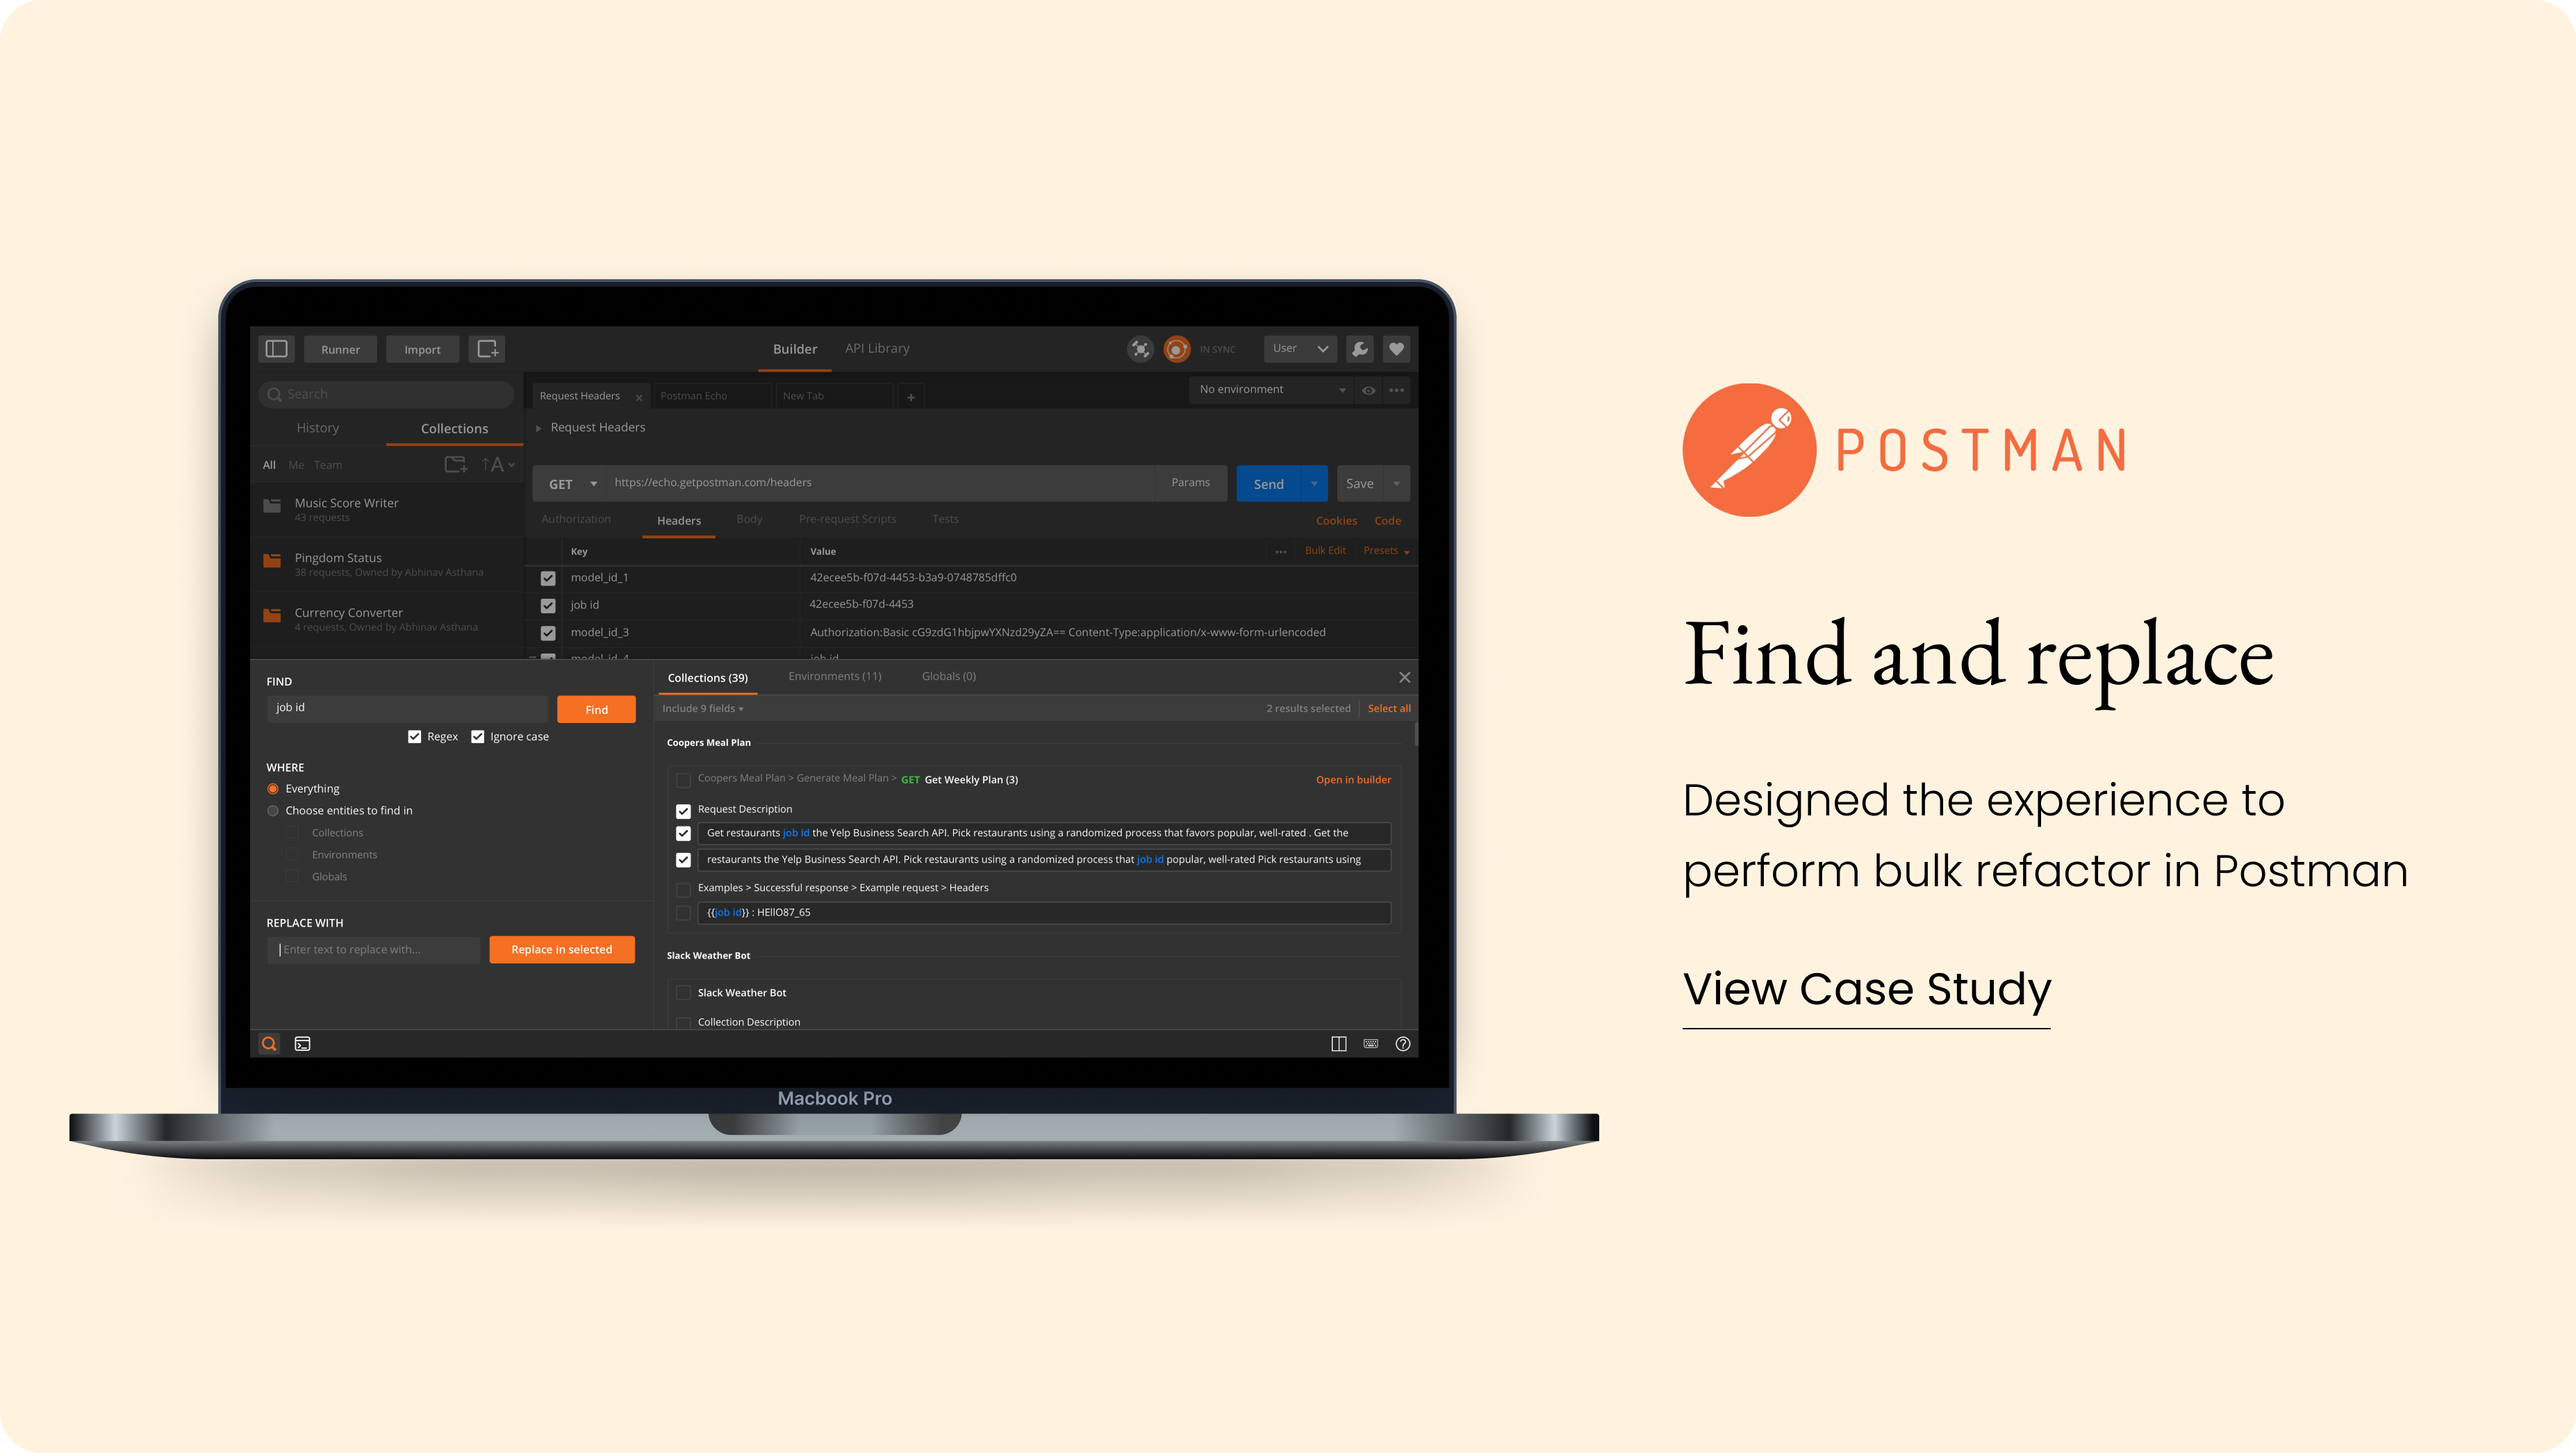 Runner
Import
Builder
API Library
IN SYNC
User
Search
History
Collections
All
Me
Team
Music Score Writer
43 requests
Pingdom Status
38 requests, Owned by Abhinav Asthana
Currency Converter
4 requests, Owned by Abhinav Asthana
Request Headers
Postman Echo
New Tab
No environment
Request Headers
GET
https://echo.getpostman.com/headers
Params
Send
Save
Authorization
Headers
Body
Pre-request Scripts
Tests
Cookies
Code
Key
Value
Bulk Edit
Presets
model_id_1
42ecee5b-f07d-4453-b3a9-0748785dffc0
job id
42ecee5b-f07d-4453
model_id_3
Authorization:Basic cG9zdG1hbjpwYXNzd29yZA== Content-Type:application/x-www-form-urlencoded
model_id_4
job id
FIND
job id
Find
Regex
Ignore case
WHERE
Everything
Choose entities to find in
Collections
Environments
Globals
REPLACE WITH
Enter text to replace with...
Replace in selected
Collections (39)
Environments (11)
Globals (0)
Include 9 fields
2 results selected
Select all
Coopers Meal Plan
Coopers Meal Plan > Generate Meal Plan > GET Get Weekly Plan (3)
Open in builder
Request Description
Get restaurants job id the Yelp Business Search API. Pick restaurants using a randomized process that favors popular, well-rated . Get the
restaurants the Yelp Business Search API. Pick restaurants using a randomized process that job id popular, well-rated Pick restaurants using
Examples > Successful response > Example request > Headers
{{job id}} : HEllO87_65
Slack Weather Bot
Slack Weather Bot
Collection Description
Macbook Pro
POSTMAN
Find and replace
Designed the experience to
perform bulk refactor in Postman
View Case Study